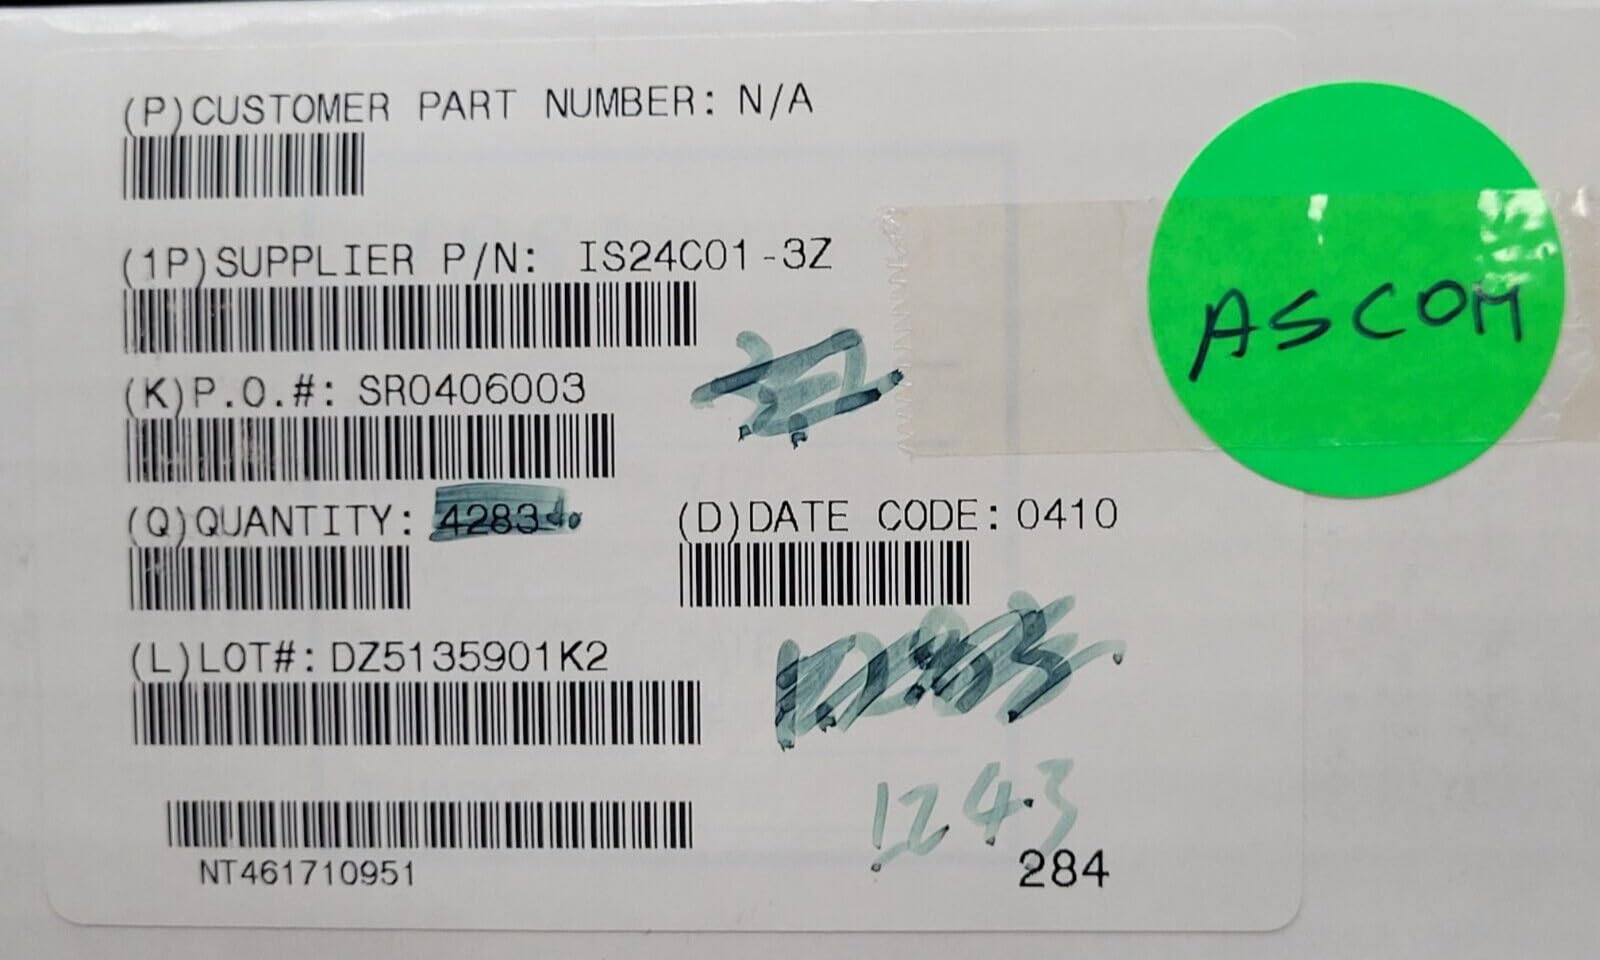 (P)CUSTOMER PART NUMBER: N/A
(1P)SUPPLIER P/N: IS24C01-3Z
(K)P.O.#: SR0406003
(Q)QUANTITY: 4283
(D)DATE CODE: 0410
(L)LOT#: DZ5135901K2
1243
284
NT461710951
ASCOM